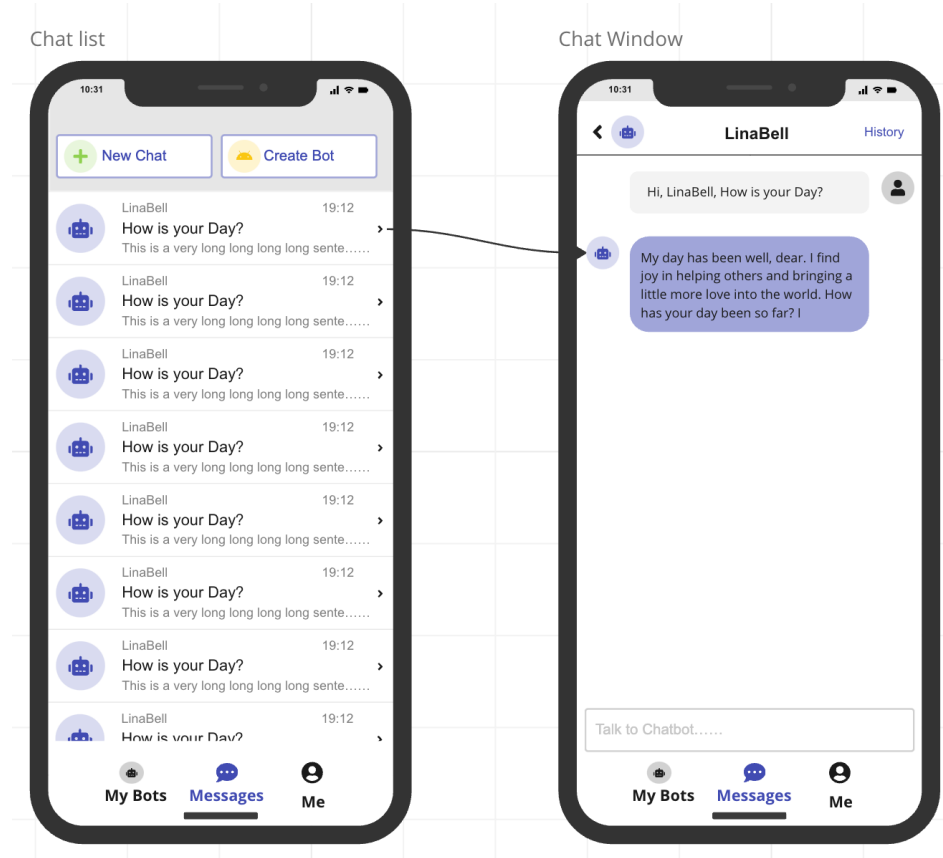 Chat list
10:31
New Chat
Create Bot
LinaBell 19:12
How is your Day?
This is a very long long long long sente......
LinaBell 19:12
How is your Day?
This is a very long long long long sente......
LinaBell 19:12
How is your Day?
This is a very long long long long sente......
LinaBell 19:12
How is your Day?
This is a very long long long long sente......
LinaBell 19:12
How is your Day?
This is a very long long long long sente......
LinaBell 19:12
How is your Day?
This is a very long long long long sente......
LinaBell 19:12
How is your Day?
This is a very long long long long sente......
LinaBell 19:12
How is your Day?
My Bots
Messages
Me
Chat Window
10:31
LinaBell
History
Hi, LinaBell, How is your Day?
My day has been well, dear. I find
joy in helping others and bringing a
little more love into the world. How
has your day been so far? I
Talk to Chatbot......
My Bots
Messages
Me